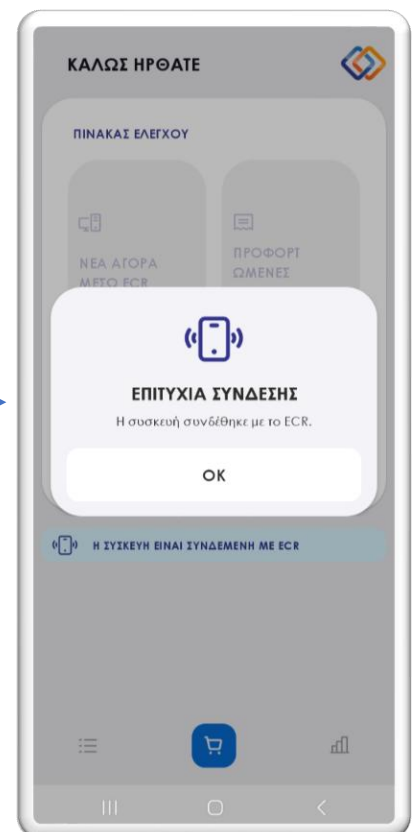 ΚΑΛΩΣ ΗΡΘΑΤΕ
ΠΙΝΑΚΑΣ ΕΛΕΓΧΟΥ
ΝΕΑ ΑΓΟΡΑ
ΜΕΤΩ ECR
ΠΡΟΦΟΡΤ
ΩΜΕΝΕΣ
ΕΠΙΤΥΧΙΑ ΣΥΝΔΕΣΗΣ
Η συσκευή συνδέθηκε με το ECR.
OK
Η ΣΥΣΚΕΥΗ ΕΙΝΑΙ ΣΥΝΔΕΜΕΝΗ ΜΕ ECR